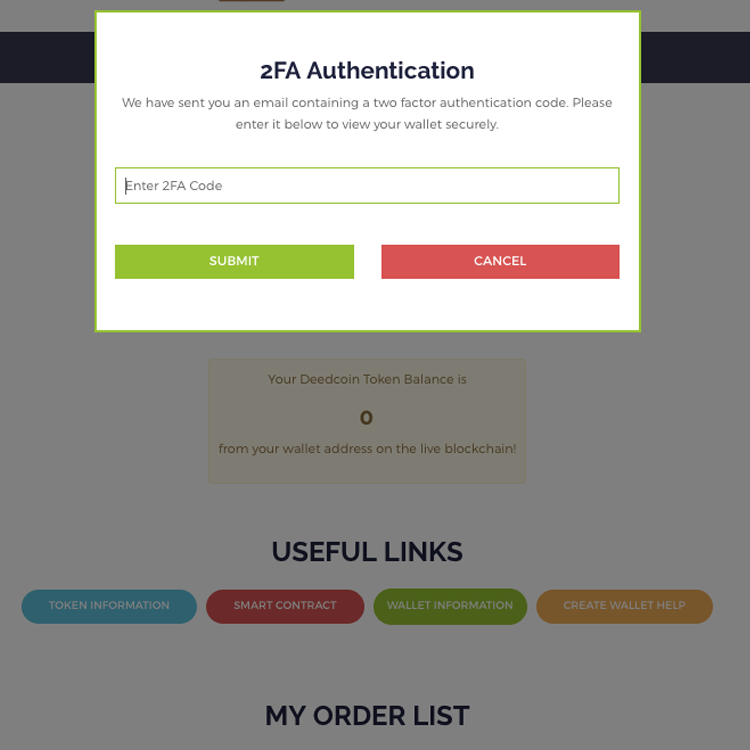 2FA Authentication
We have sent you an email containing a two factor authentication code. Please
enter it below to view your wallet securely.
Enter 2FA Code
SUBMIT CANCEL
Your Deedcoin Token Balance is
0
from your wallet address on the live blockchain!
USEFUL LINKS
TOKEN INFORMATION SMART CONTRACT WALLET INFORMATION CREATE WALLET HELP
MY ORDER LIST